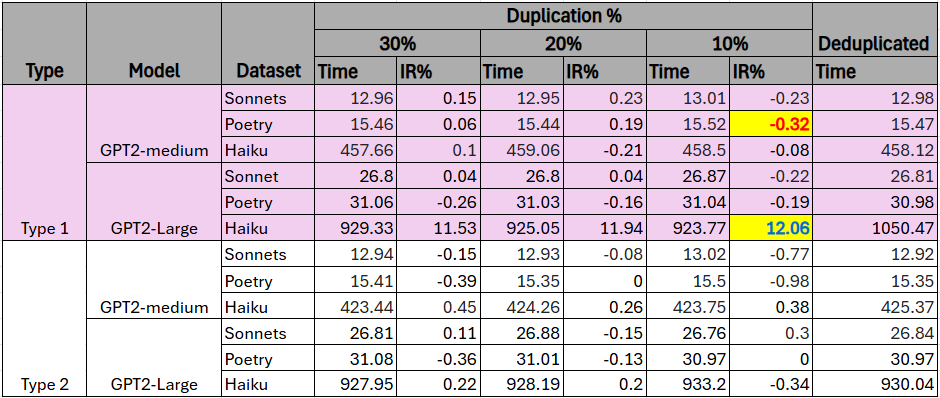 Duplication %
30% 20% 10% Deduplicated
Type Model Dataset Time IR% Time IR% Time IR% Time
Sonnets 12.96 0.15 12.95 0.23 13.01 -0.23 12.98
Poetry 15.46 0.06 15.44 0.19 15.52 -0.32 15.47
GPT2-medium Haiku 457.66 0.1 459.06 -0.21 458.5 -0.08 458.12
Sonnet 26.8 0.04 26.8 0.04 26.87 -0.22 26.81
Poetry 31.06 -0.26 31.03 -0.16 31.04 -0.19 30.98
Type 1 GPT2-Large Haiku 929.33 11.53 925.05 11.94 923.77 12.06 1050.47
Sonnets 12.94 -0.15 12.93 -0.08 13.02 -0.77 12.92
Poetry 15.41 -0.39 15.35 0 15.5 -0.98 15.35
GPT2-medium Haiku 423.44 0.45 424.26 0.26 423.75 0.38 425.37
Sonnets 26.81 0.11 26.88 -0.15 26.76 0.3 26.84
Poetry 31.08 -0.36 31.01 -0.13 30.97 0 30.97
Type 2 GPT2-Large Haiku 927.95 0.22 928.19 0.2 933.2 -0.34 930.04